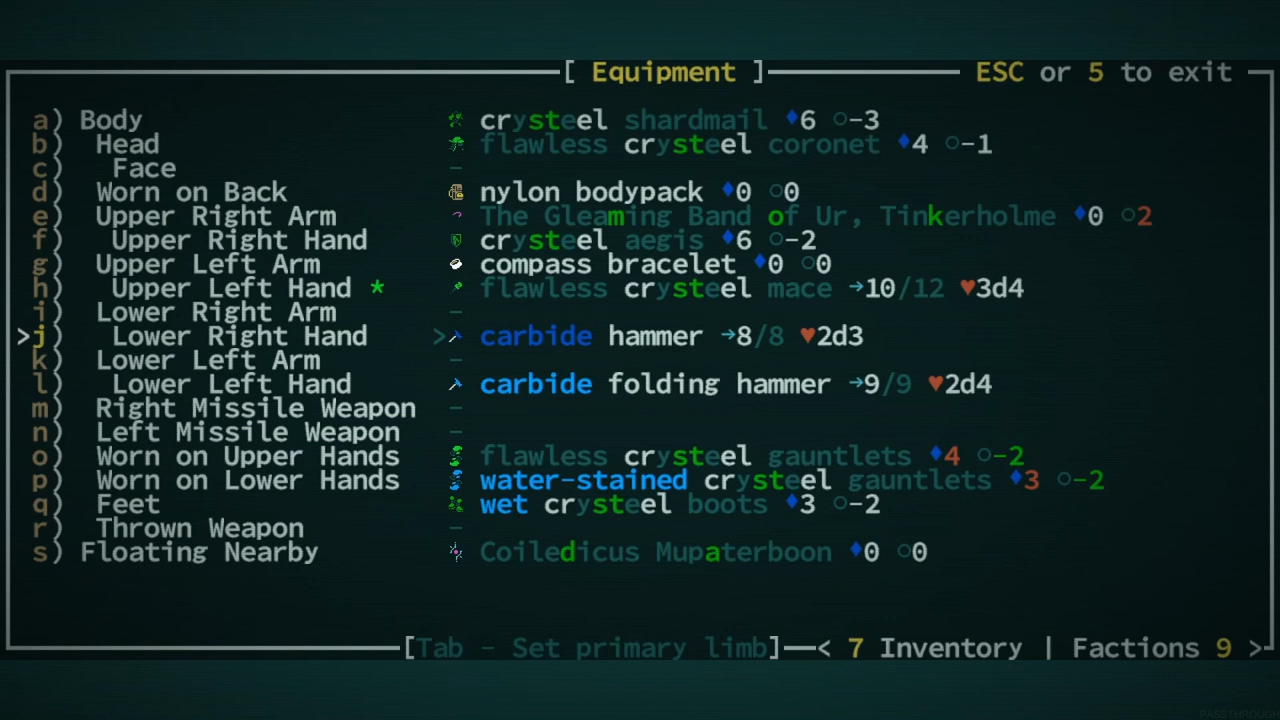 [ Equipment ] ESC or 5 to exit
a) Body crysteel shardmail ♦6 ○-3
b) Head flawless crysteel coronet ♦4 ○-1
c) Face -
d) Worn on Back nylon bodypack ♦0 ○0
e) Upper Right Arm The Gleaming Band of Ur, Tinkerholme ♦0 ○2
f) Upper Right Hand crysteel aegis ♦6 ○-2
g) Upper Left Arm compass bracelet ♦0 ○0
h) Upper Left Hand * flawless crysteel mace →10/12 ♥3d4
i) Lower Right Arm -
>j) Lower Right Hand > carbide hammer →8/8 ♥2d3
k) Lower Left Arm -
l) Lower Left Hand carbide folding hammer →9/9 ♥2d4
m) Right Missile Weapon -
n) Left Missile Weapon -
o) Worn on Upper Hands flawless crysteel gauntlets ♦4 ○-2
p) Worn on Lower Hands water-stained crysteel gauntlets ♦3 ○-2
q) Feet wet crysteel boots ♦3 ○-2
r) Thrown Weapon -
s) Floating Nearby Coiledicus Mupaterboon ♦0 ○0
[Tab - Set primary limb] < 7 Inventory | Factions 9 >